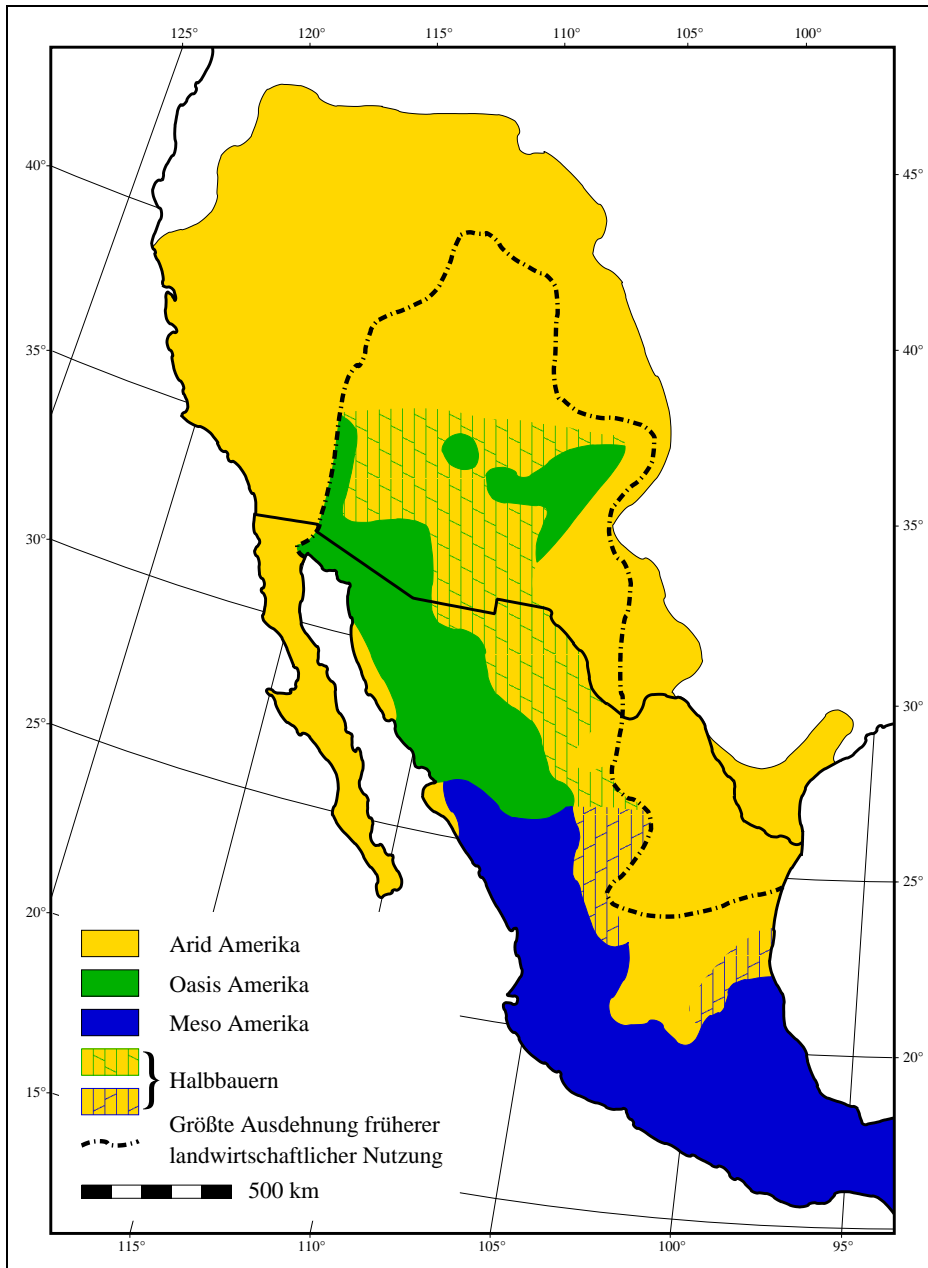 125° 120° 115° 110° 105° 100°
40° 45°
35° 40°
30° 35°
25° 30°
20° 25°
15° 20°
Arid Amerika
Oasis Amerika
Meso Amerika
Halbbauern
Größte Ausdehnung früherer
landwirtschaftlicher Nutzung
500 km
115° 110° 105° 100° 95°